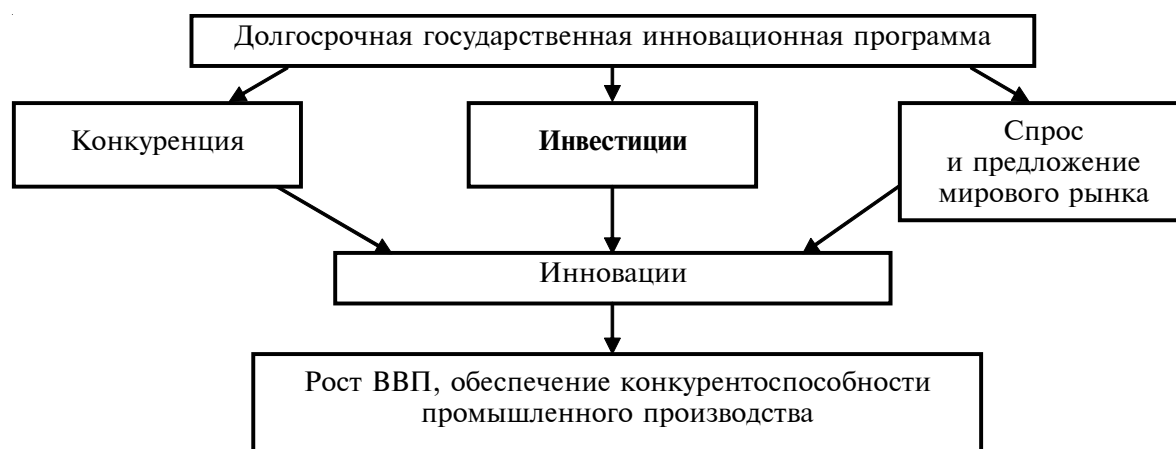 Долгосрочная государственная инновационная программа
Конкуренция
Инвестиции
Спрос
и предложение
мирового рынка
Инновации
Рост ВВП, обеспечение конкурентоспособности
промышленного производства